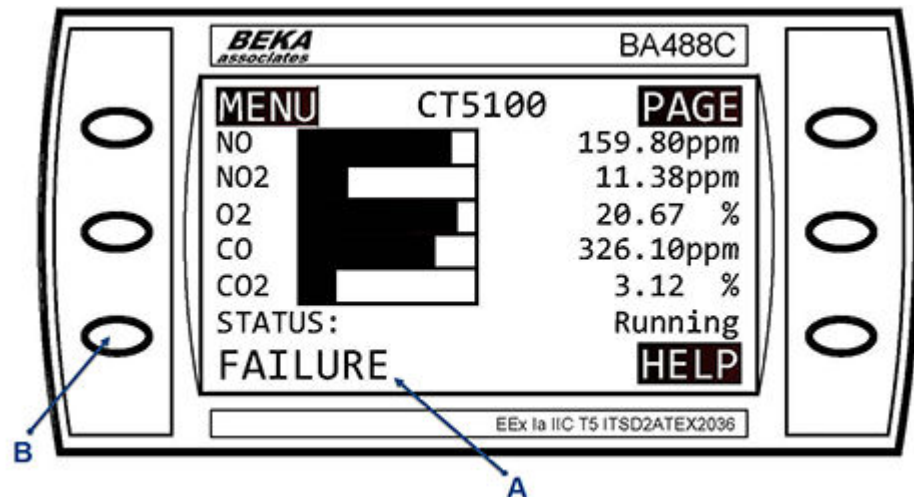 BEKA
associates
BA488C
MENU CT5100 PAGE
NO 159.80ppm
NO2 11.38ppm
O2 20.67 %
CO 326.10ppm
CO2 3.12 %
STATUS: Running
FAILURE HELP
EEx Ia IIC T5 ITSD2ATEX2036
B
A